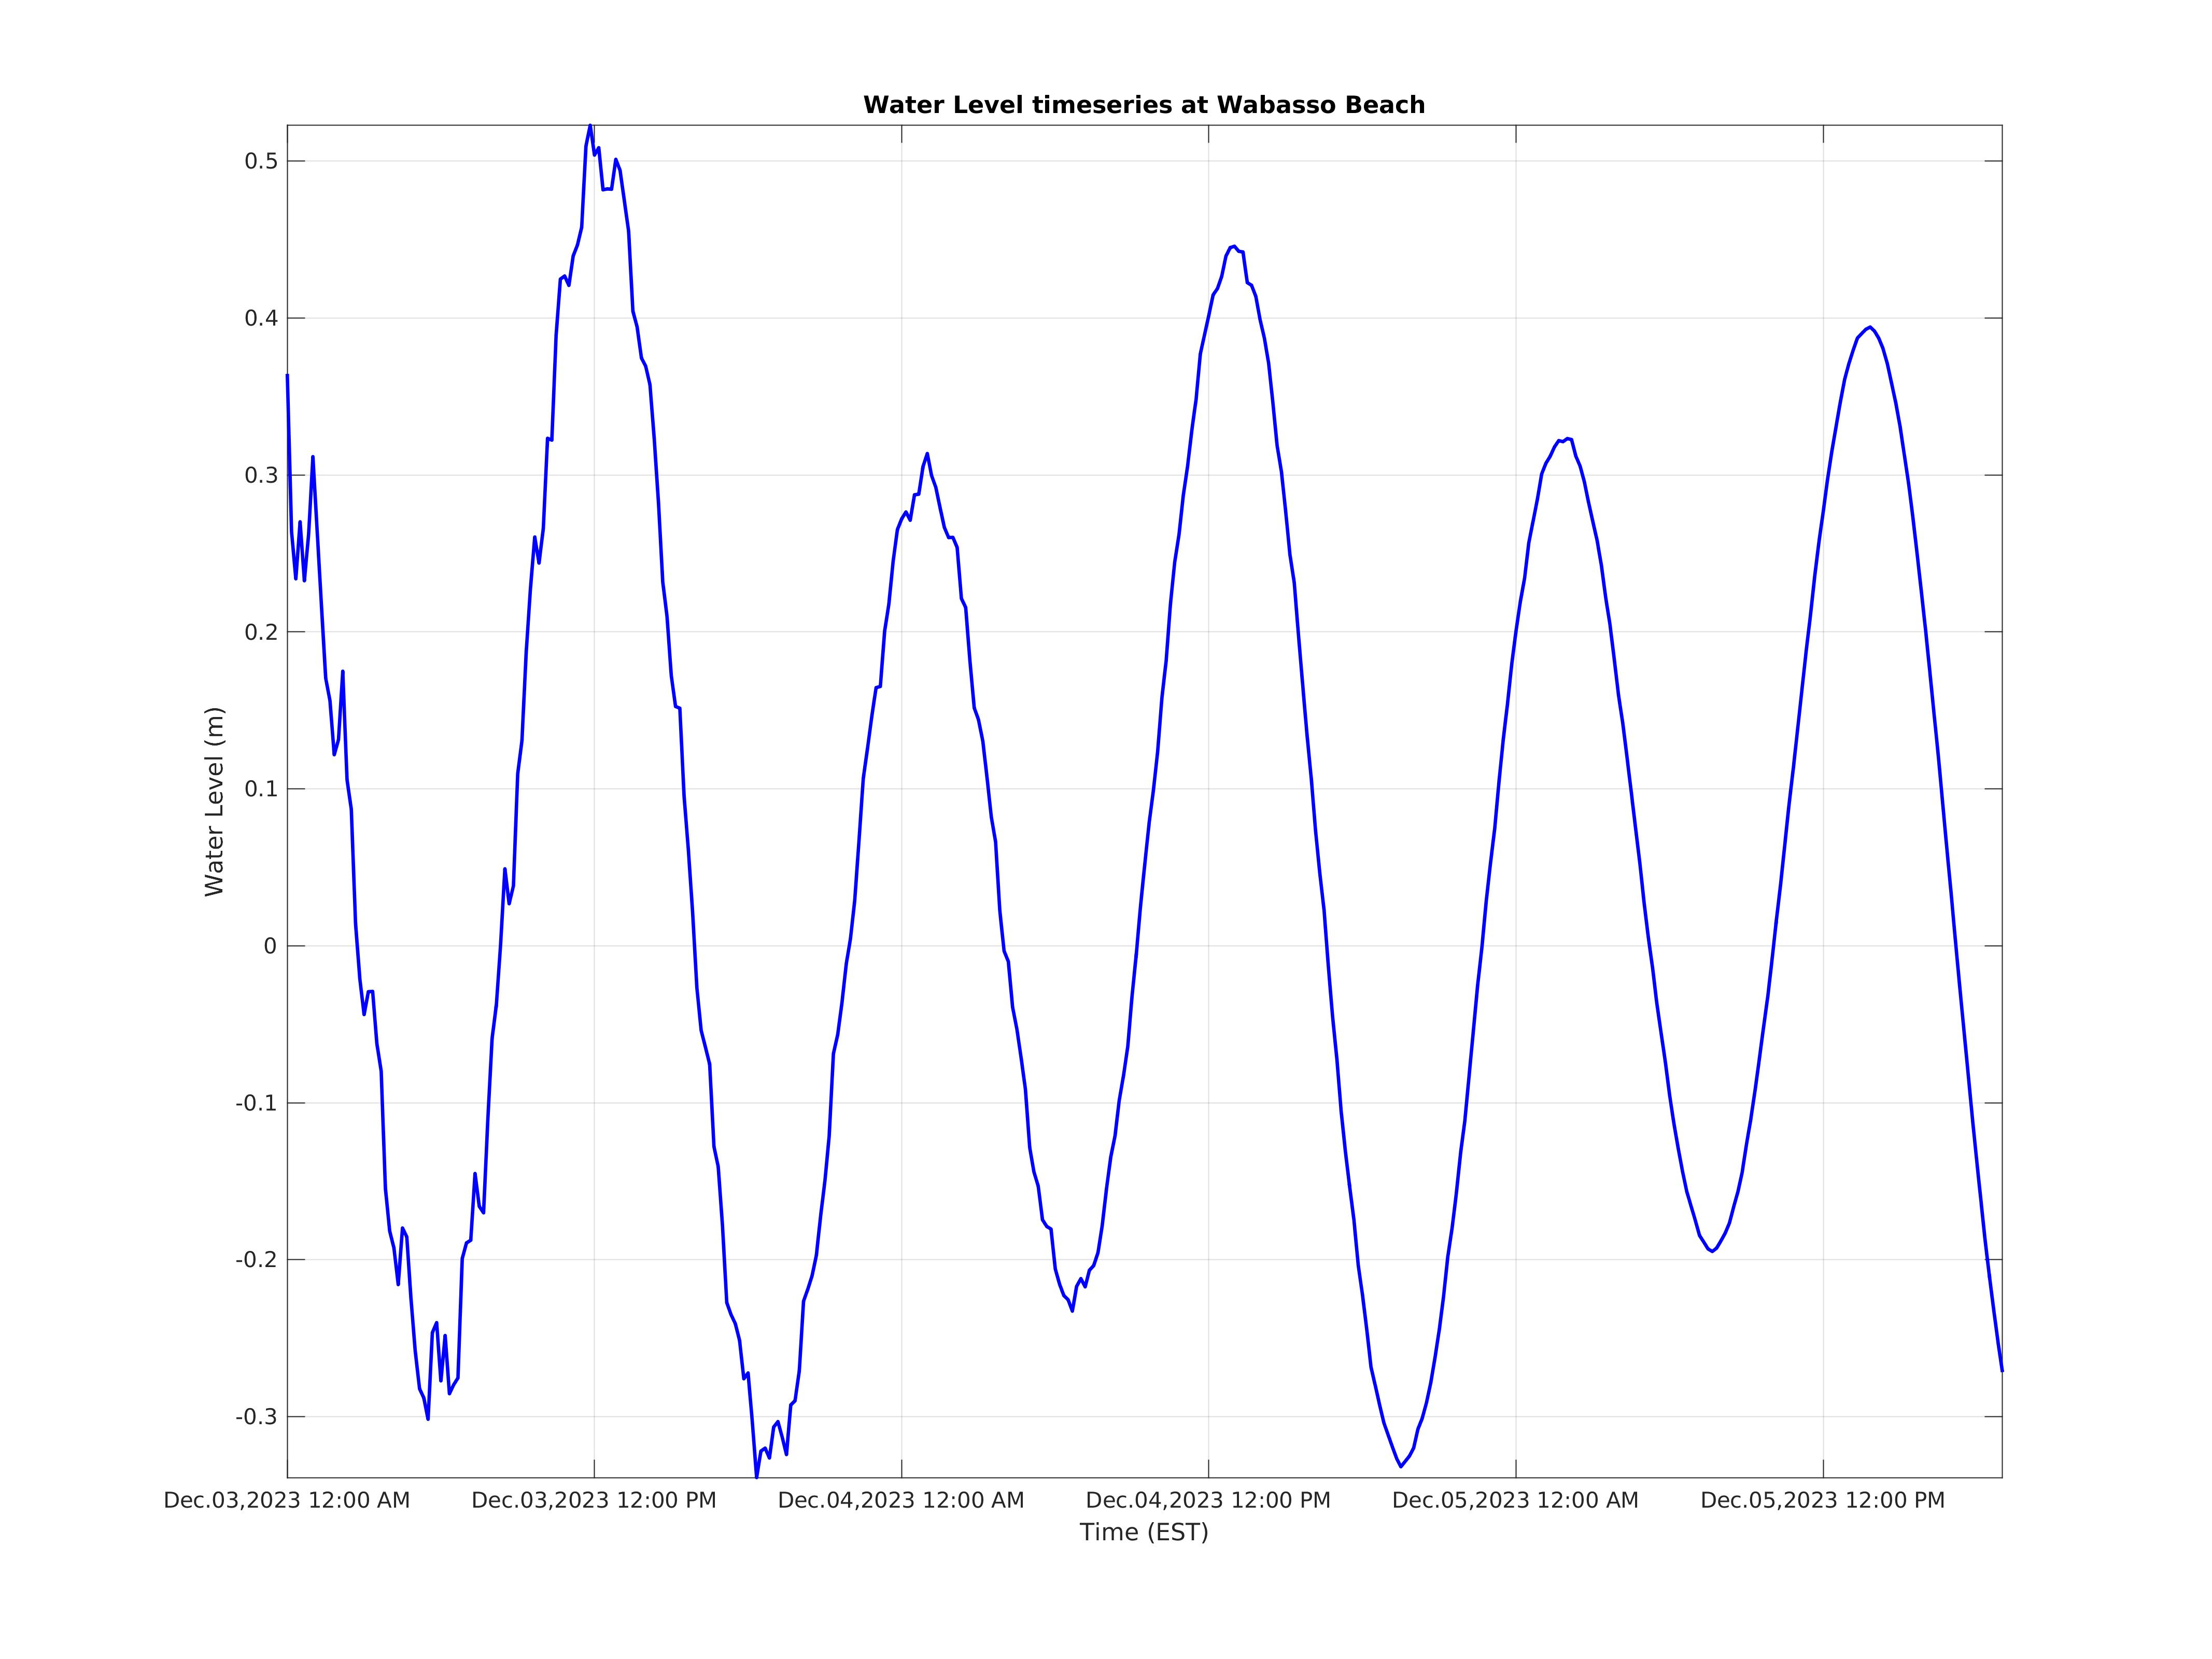 Water Level timeseries at Wabasso Beach
0.5
0.4
0.3
0.2
0.1
0
-0.1
-0.2
-0.3
Water Level (m)
Dec.03,2023 12:00 AM
Dec.03,2023 12:00 PM
Dec.04,2023 12:00 AM
Dec.04,2023 12:00 PM
Dec.05,2023 12:00 AM
Dec.05,2023 12:00 PM
Time (EST)